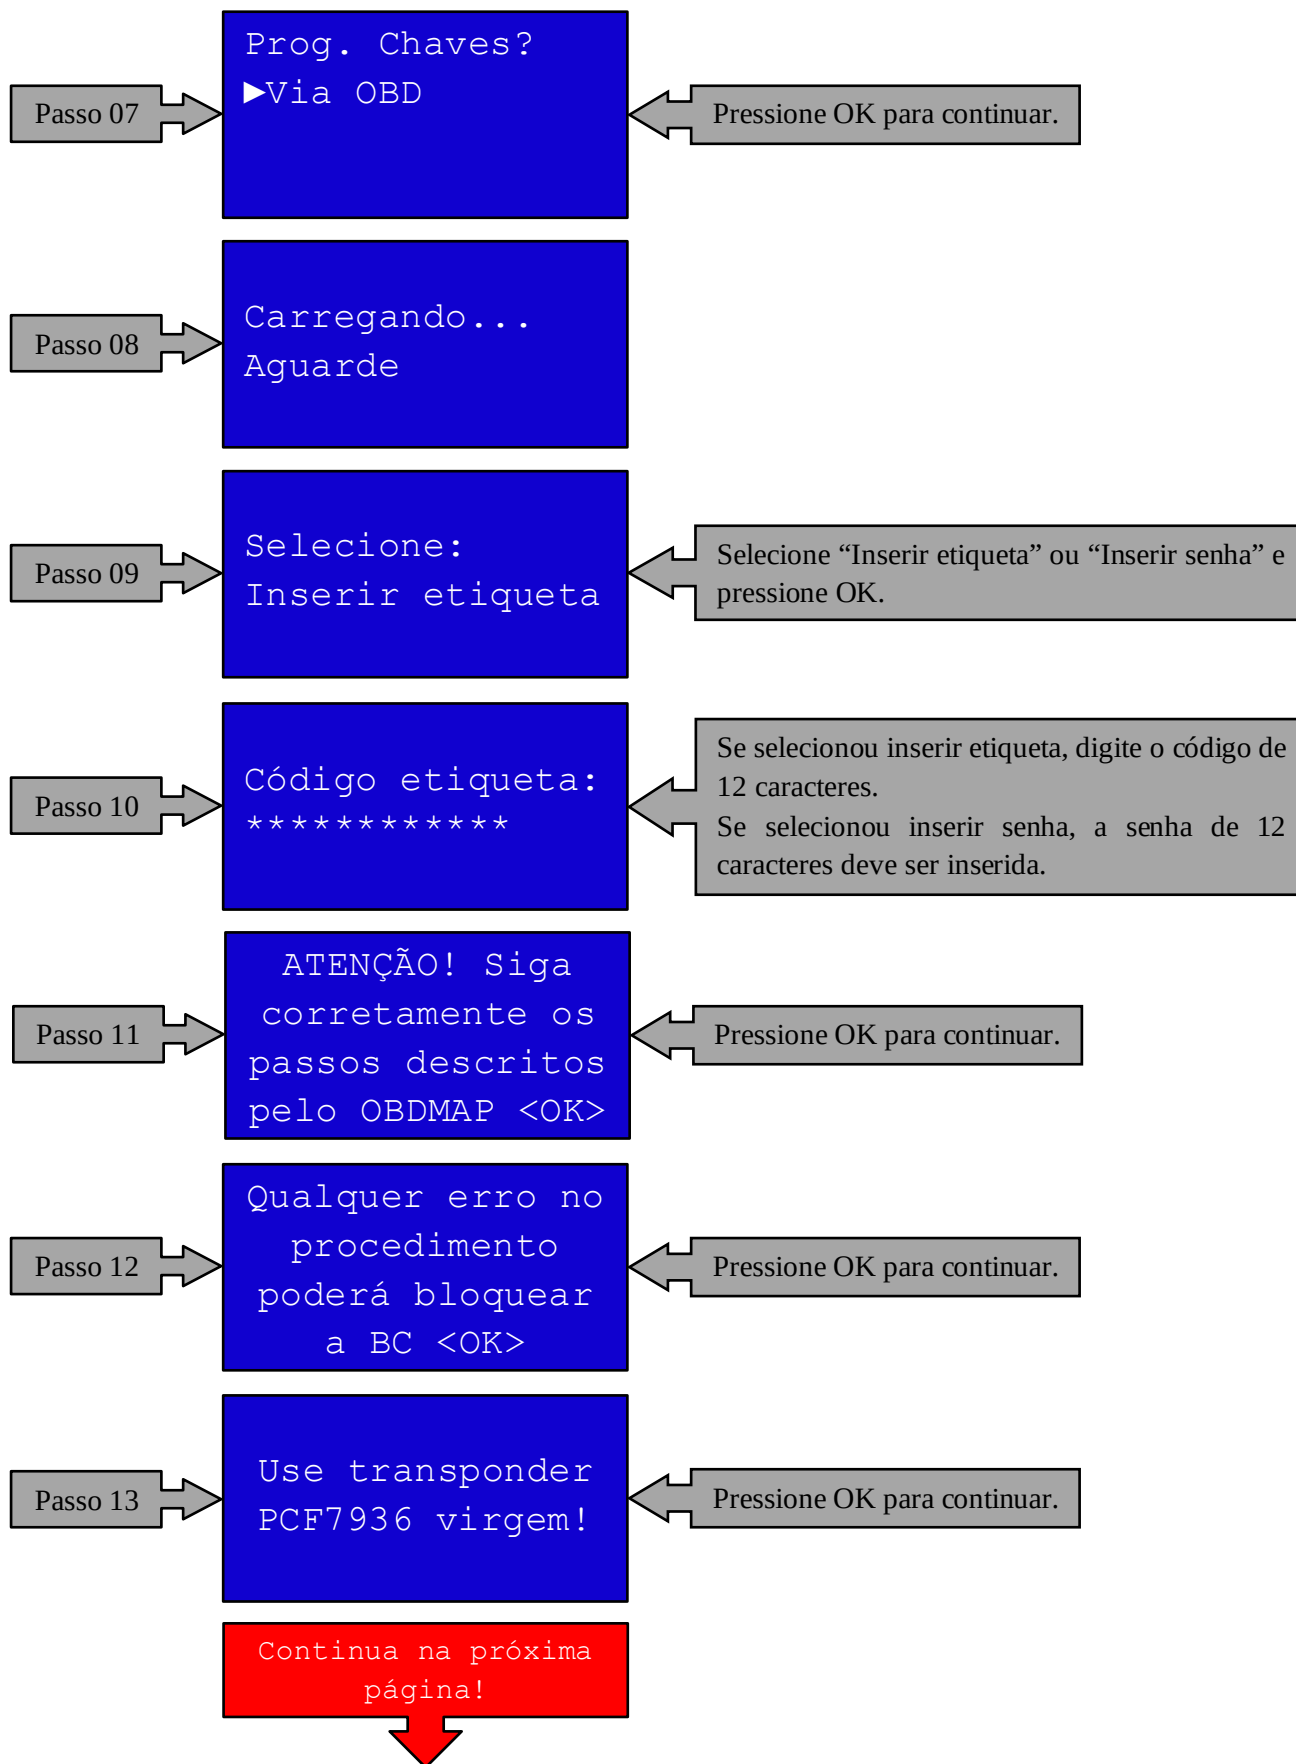 Prog. Chaves?
►Via OBD
Passo 07
Pressione OK para continuar.
Carregando...
Aguarde
Passo 08
Selecione:
Inserir etiqueta
Passo 09
Selecione “Inserir etiqueta” ou “Inserir senha” e
pressione OK.
Código etiqueta:
************
Passo 10
Se selecionou inserir etiqueta, digite o código de
12 caracteres.
Se selecionou inserir senha, a senha de 12
caracteres deve ser inserida.
ATENÇÃO! Siga
corretamente os
passos descritos
pelo OBDMAP <OK>
Passo 11
Pressione OK para continuar.
Qualquer erro no
procedimento
poderá bloquear
a BC <OK>
Passo 12
Pressione OK para continuar.
Use transponder
PCF7936 virgem!
Passo 13
Pressione OK para continuar.
Continua na próxima
página!